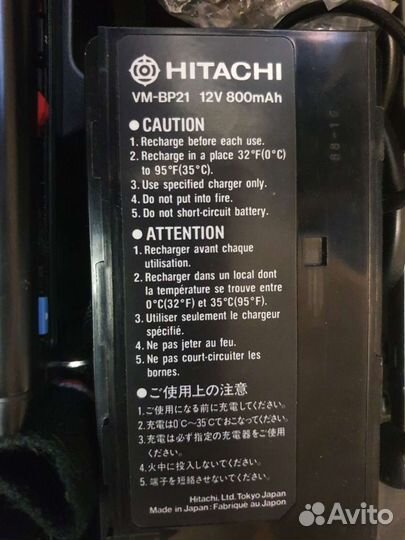 HITACHI
VM-BP21 12V 800mAh
● CAUTION
1. Recharge before each use.
2. Recharge in a place 32°F(0°C)
to 95°F(35°C).
3. Use specified charger only.
4. Do not put into fire.
5. Do not short-circuit battery.
● ATTENTION
1. Recharger avant chaque
utilisation.
2. Recharger dans un local dont
la température se trouve entre
0°C(32°F) et 35°C(95°F).
3. Utiliser seulement le chargeur
spécifié.
4. Ne pas jeter au feu.
5. Ne pas court-circuiter les
bornes.
●ご使用上の注意
1.ご使用になる前に充電してください。
2.充電は0℃~35℃でおこなってください。
3.充電は必ず指定の充電器をご使用
ください。
4.火中に投入しないでください。
5.端子を短絡させないでください。
Hitachi, Ltd. Tokyo Japan
Made in Japan: Fabriqué au Japon
88-16
Avito